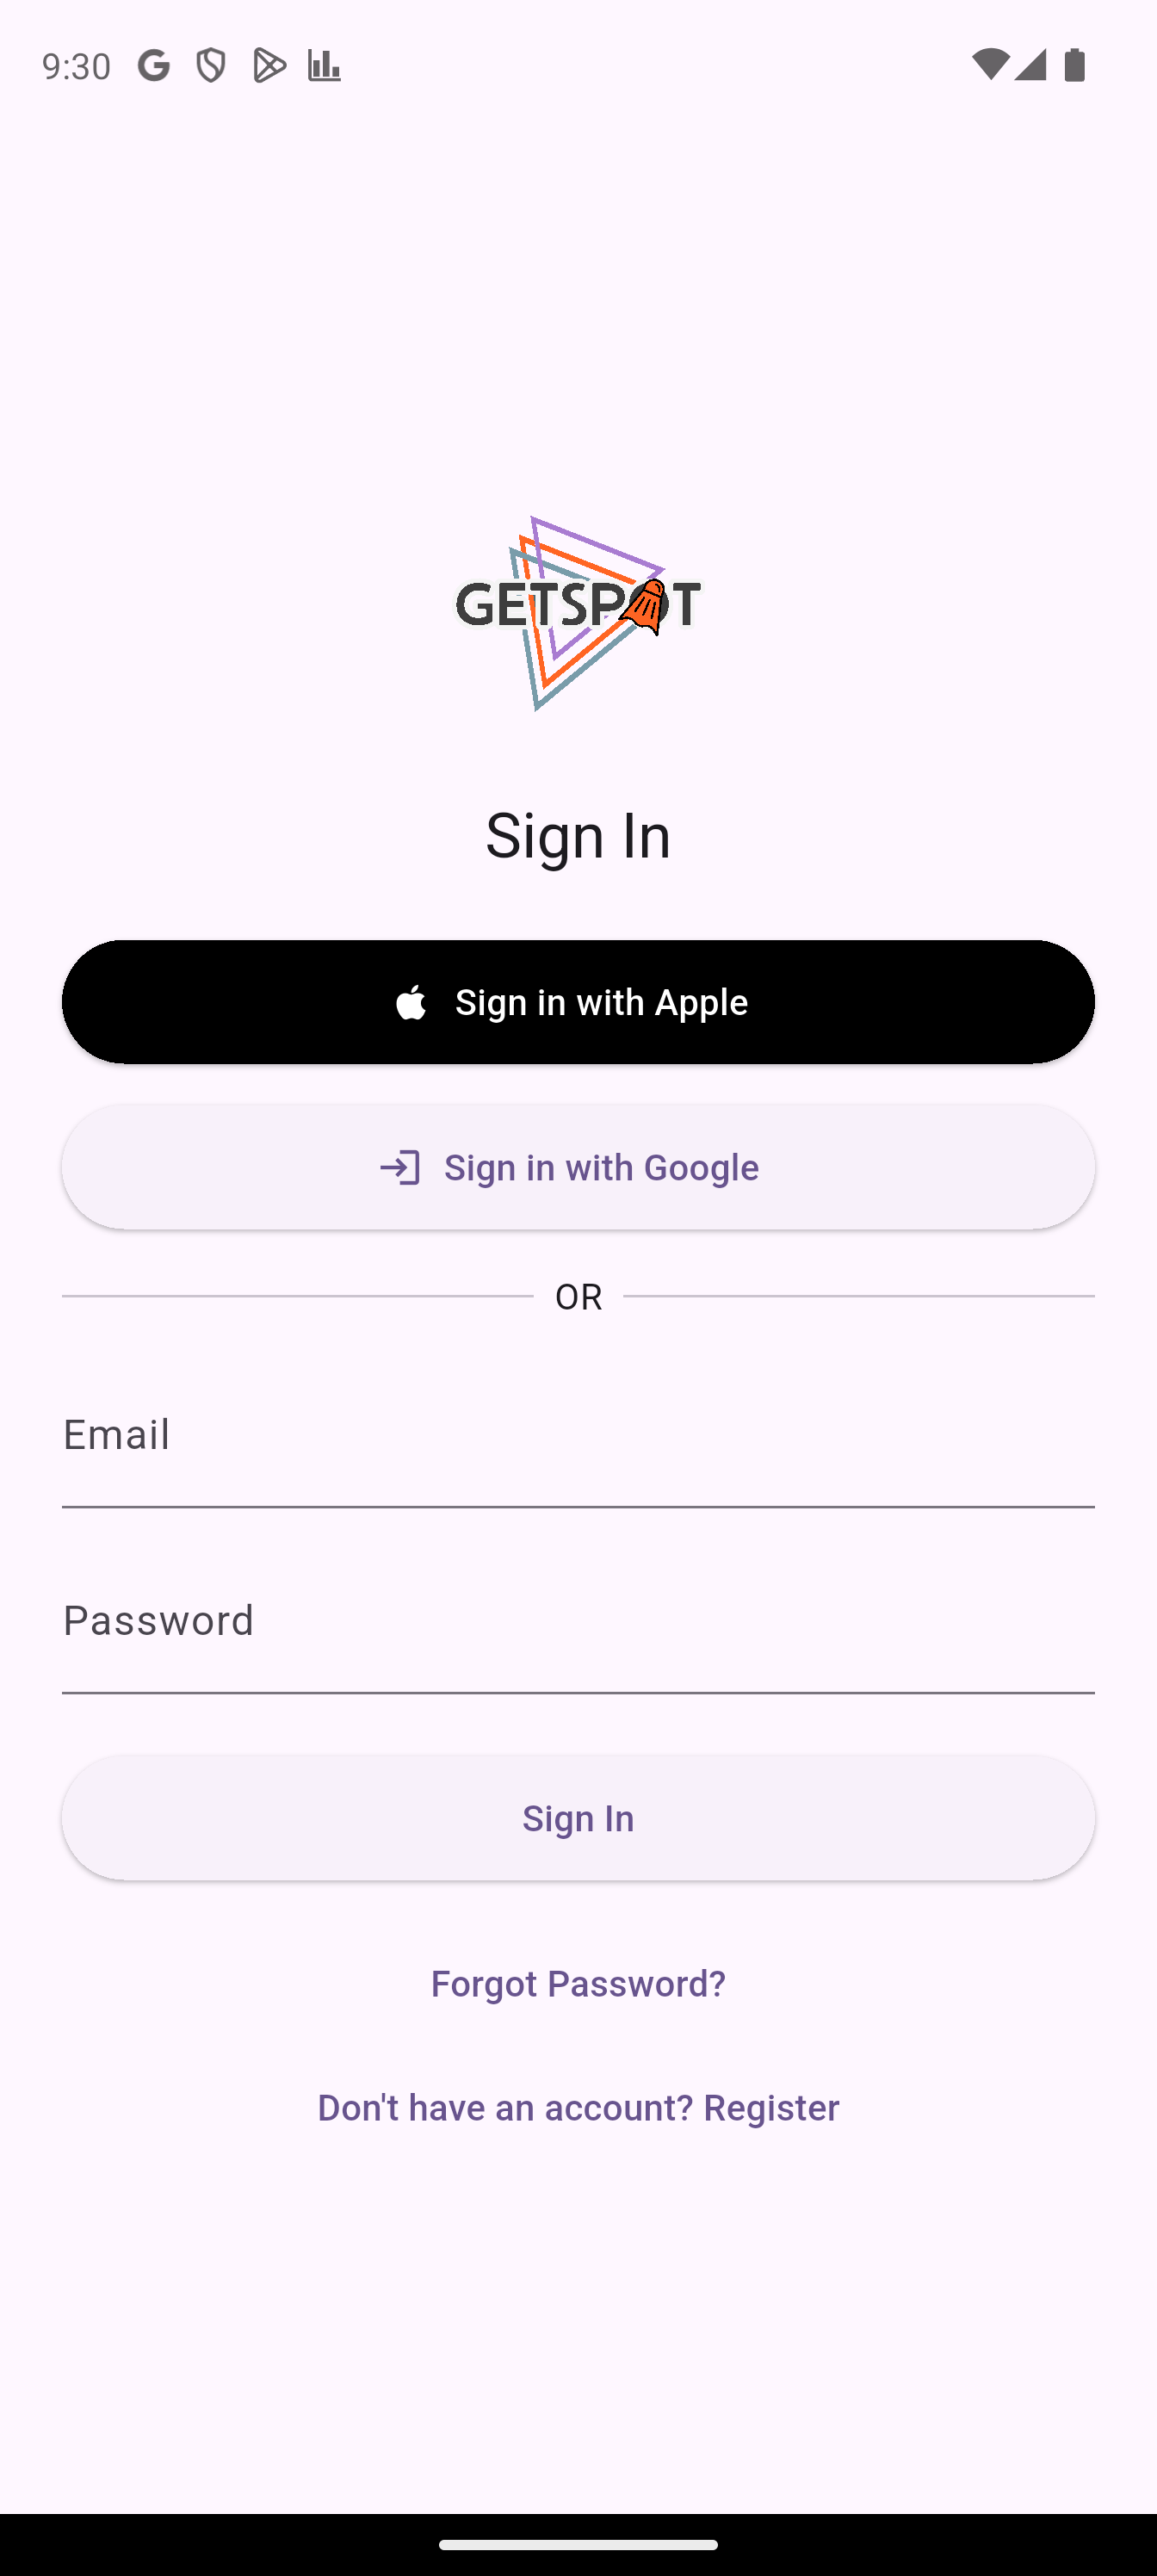 9:30
GETSPOT
Sign In
Sign in with Apple
Sign in with Google
OR
Email
Password
Sign In
Forgot Password?
Don't have an account? Register